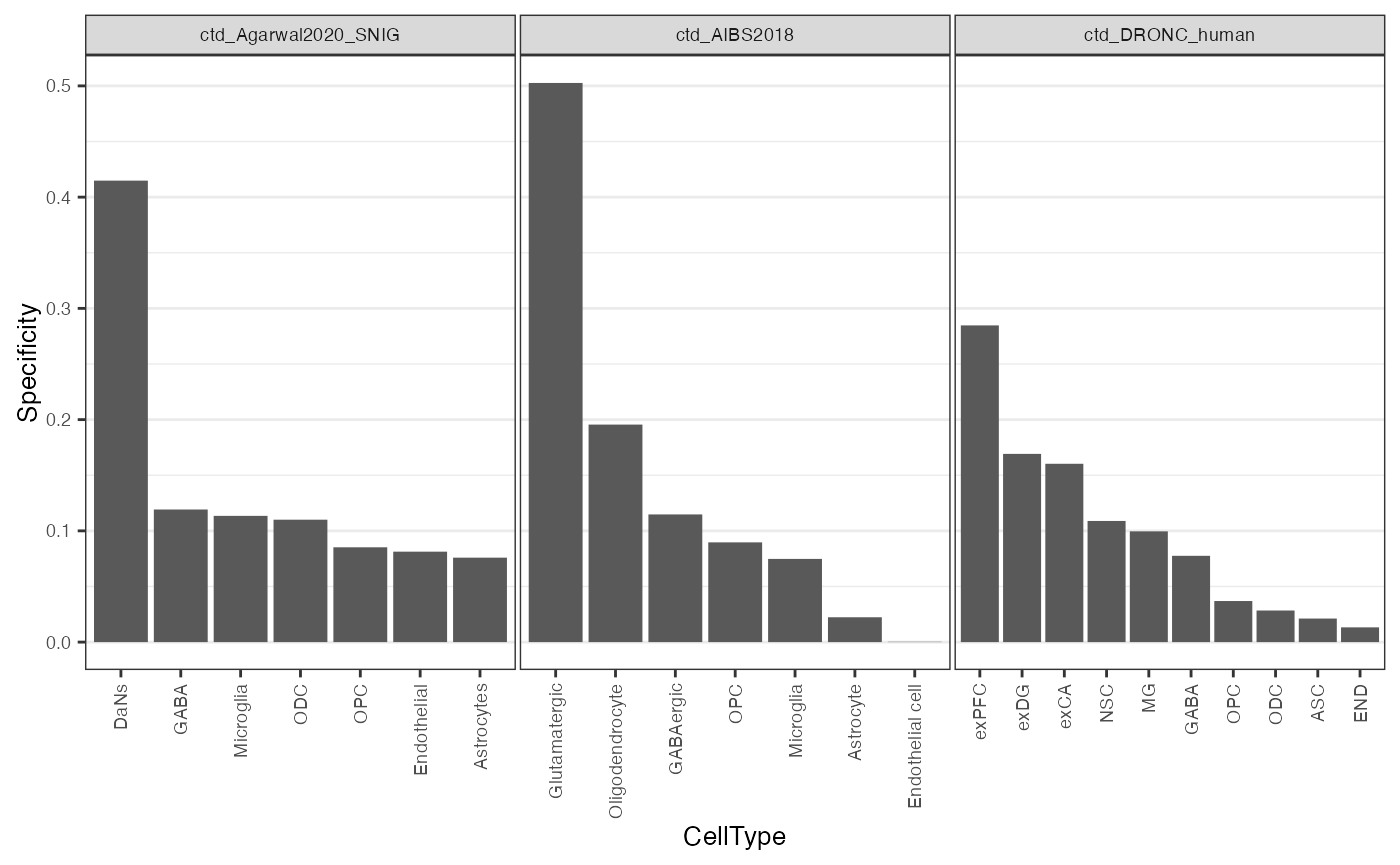 ctd_Agarwal2020_SNIG
ctd_AIBS2018
ctd_DRONC_human
Specificity
0.5
0.4
0.3
0.2
0.1
0.0
DaNs
GABA
Microglia
ODC
OPC
Endothelial
Astrocytes
Glutamatergic
Oligodendrocyte
GABAergic
OPC
Microglia
Astrocyte
Endothelial cell
exPFC
exDG
exCA
NSC
MG
GABA
OPC
ODC
ASC
END
CellType